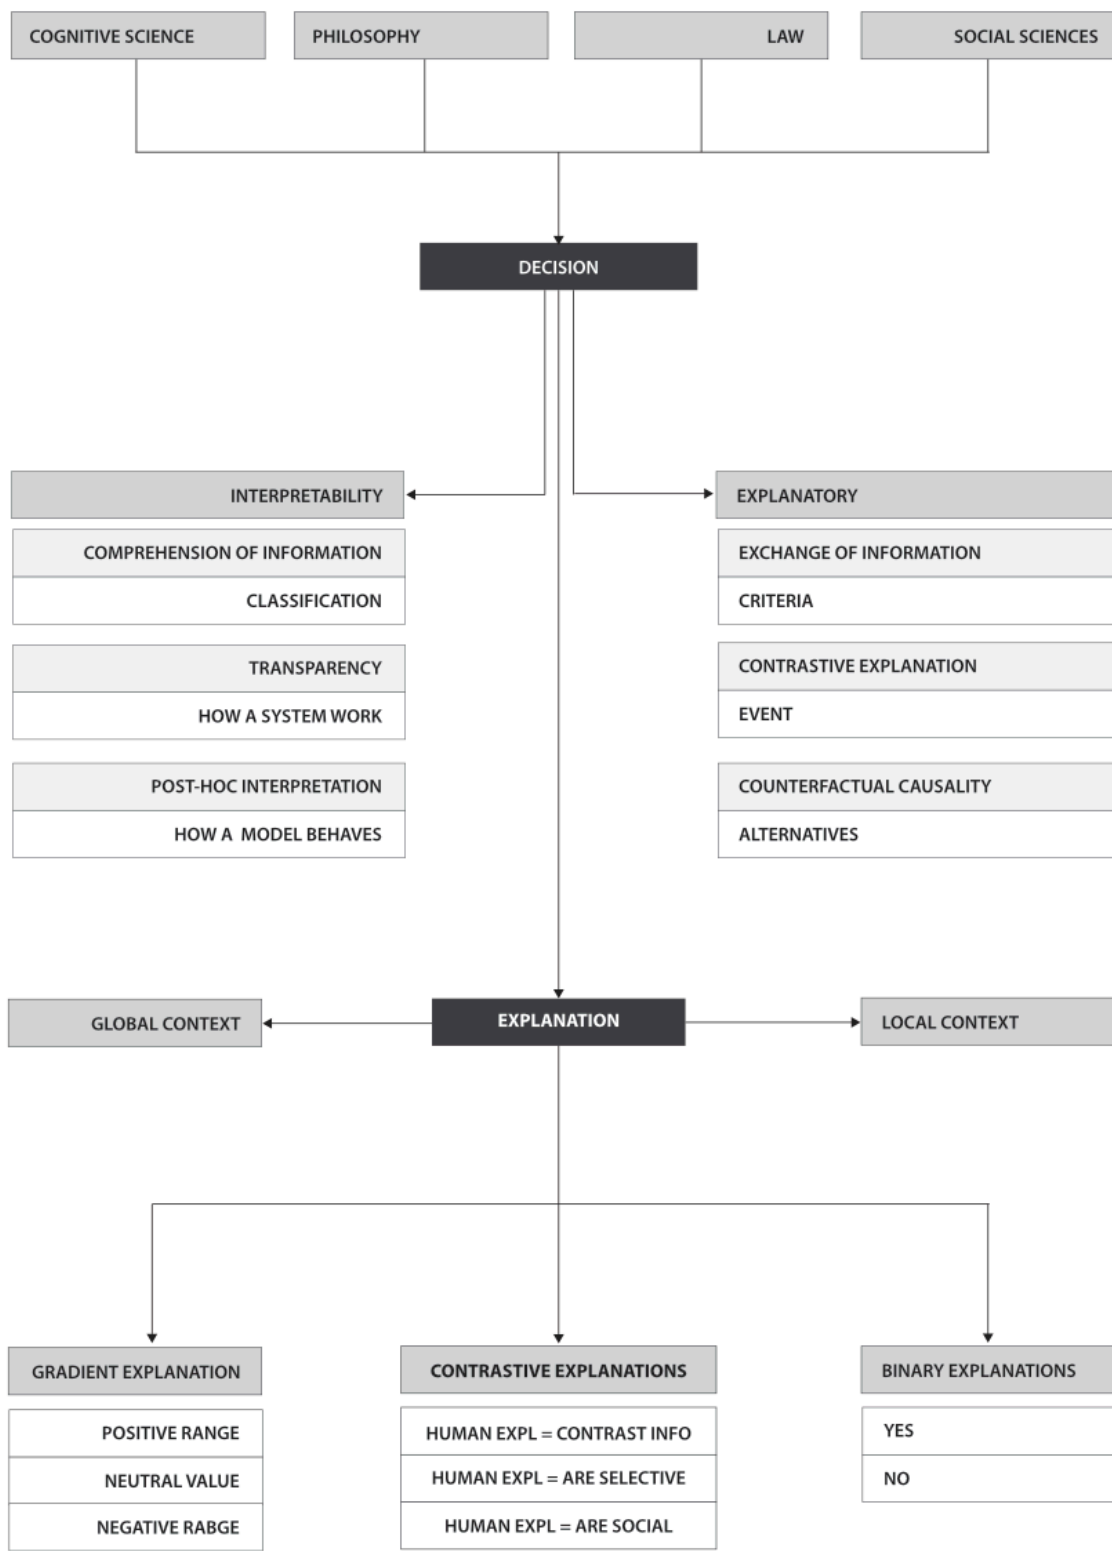 COGNITIVE SCIENCE
PHILOSOPHY
LAW
SOCIAL SCIENCES
DECISION
INTERPRETABILITY
COMPREHENSION OF INFORMATION
CLASSIFICATION
TRANSPARENCY
HOW A SYSTEM WORK
POST-HOC INTERPRETATION
HOW A MODEL BEHAVES
EXPLANATORY
EXCHANGE OF INFORMATION
CRITERIA
CONTRASTIVE EXPLANATION
EVENT
COUNTERFACTUAL CAUSALITY
ALTERNATIVES
GLOBAL CONTEXT
EXPLANATION
LOCAL CONTEXT
GRADIENT EXPLANATION
POSITIVE RANGE
NEUTRAL VALUE
NEGATIVE RABGE
CONTRASTIVE EXPLANATIONS
HUMAN EXPL = CONTRAST INFO
HUMAN EXPL = ARE SELECTIVE
HUMAN EXPL = ARE SOCIAL
BINARY EXPLANATIONS
YES
NO